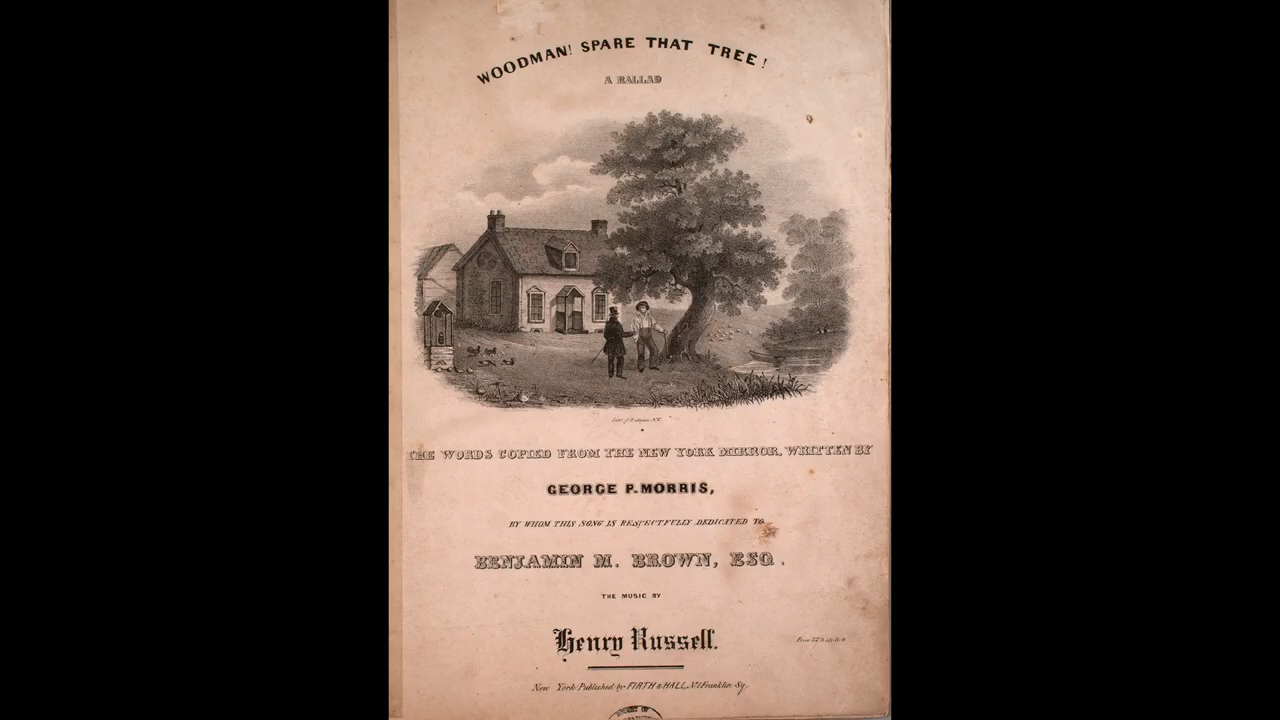 WOODMAN! SPARE THAT TREE!
A BALLAD
THE WORDS COPIED FROM THE NEW YORK MIRROR, WRITTEN BY
GEORGE P. MORRIS,
BY WHOM THIS SONG IS RESPECTFULLY DEDICATED TO
BENJAMIN M. BROWN, ESQ.
THE MUSIC BY
Henry Russell.
New York Published by FIRTH & HALL, No 1 Franklin Sq.